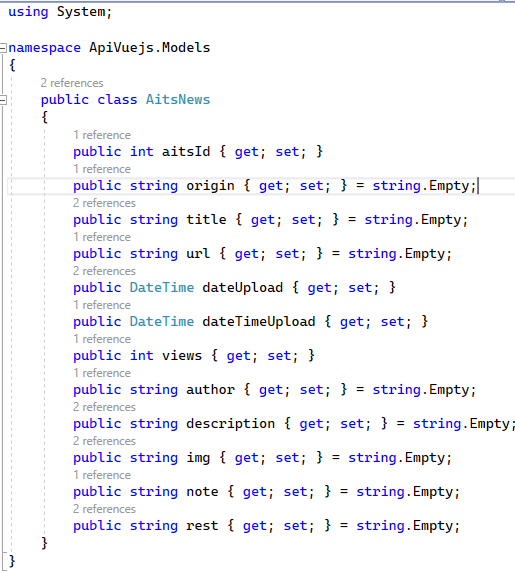 using System;
namespace ApiVuejs.Models
{
2 references
public class AitsNews
{
1 reference
public int aitsId { get; set; }
1 reference
public string origin { get; set; } = string.Empty;
2 references
public string title { get; set; } = string.Empty;
1 reference
public string url { get; set; } = string.Empty;
2 references
public DateTime dateUpload { get; set; }
1 reference
public DateTime dateTimeUpload { get; set; }
1 reference
public int views { get; set; }
1 reference
public string author { get; set; } = string.Empty;
2 references
public string description { get; set; } = string.Empty;
2 references
public string img { get; set; } = string.Empty;
1 reference
public string note { get; set; } = string.Empty;
2 references
public string rest { get; set; } = string.Empty;
}
}